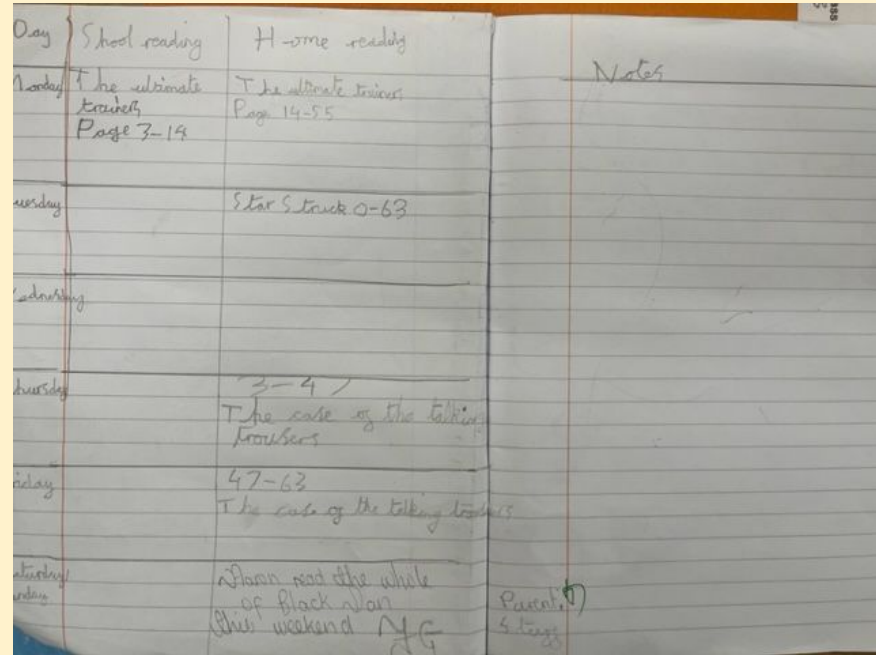 Day School reading Home reading
Notes
Monday The ultimate The ultimate trainers
trainers Page 14-55
Page 3-14
Tuesday Star Struck 0-63
Wednesday
Thursday 3-47
The case of the talking
trousers
Friday 47-63
The case of the talking trousers
Saturday/ read the whole
Sunday of Black Man
this weekend
Parent